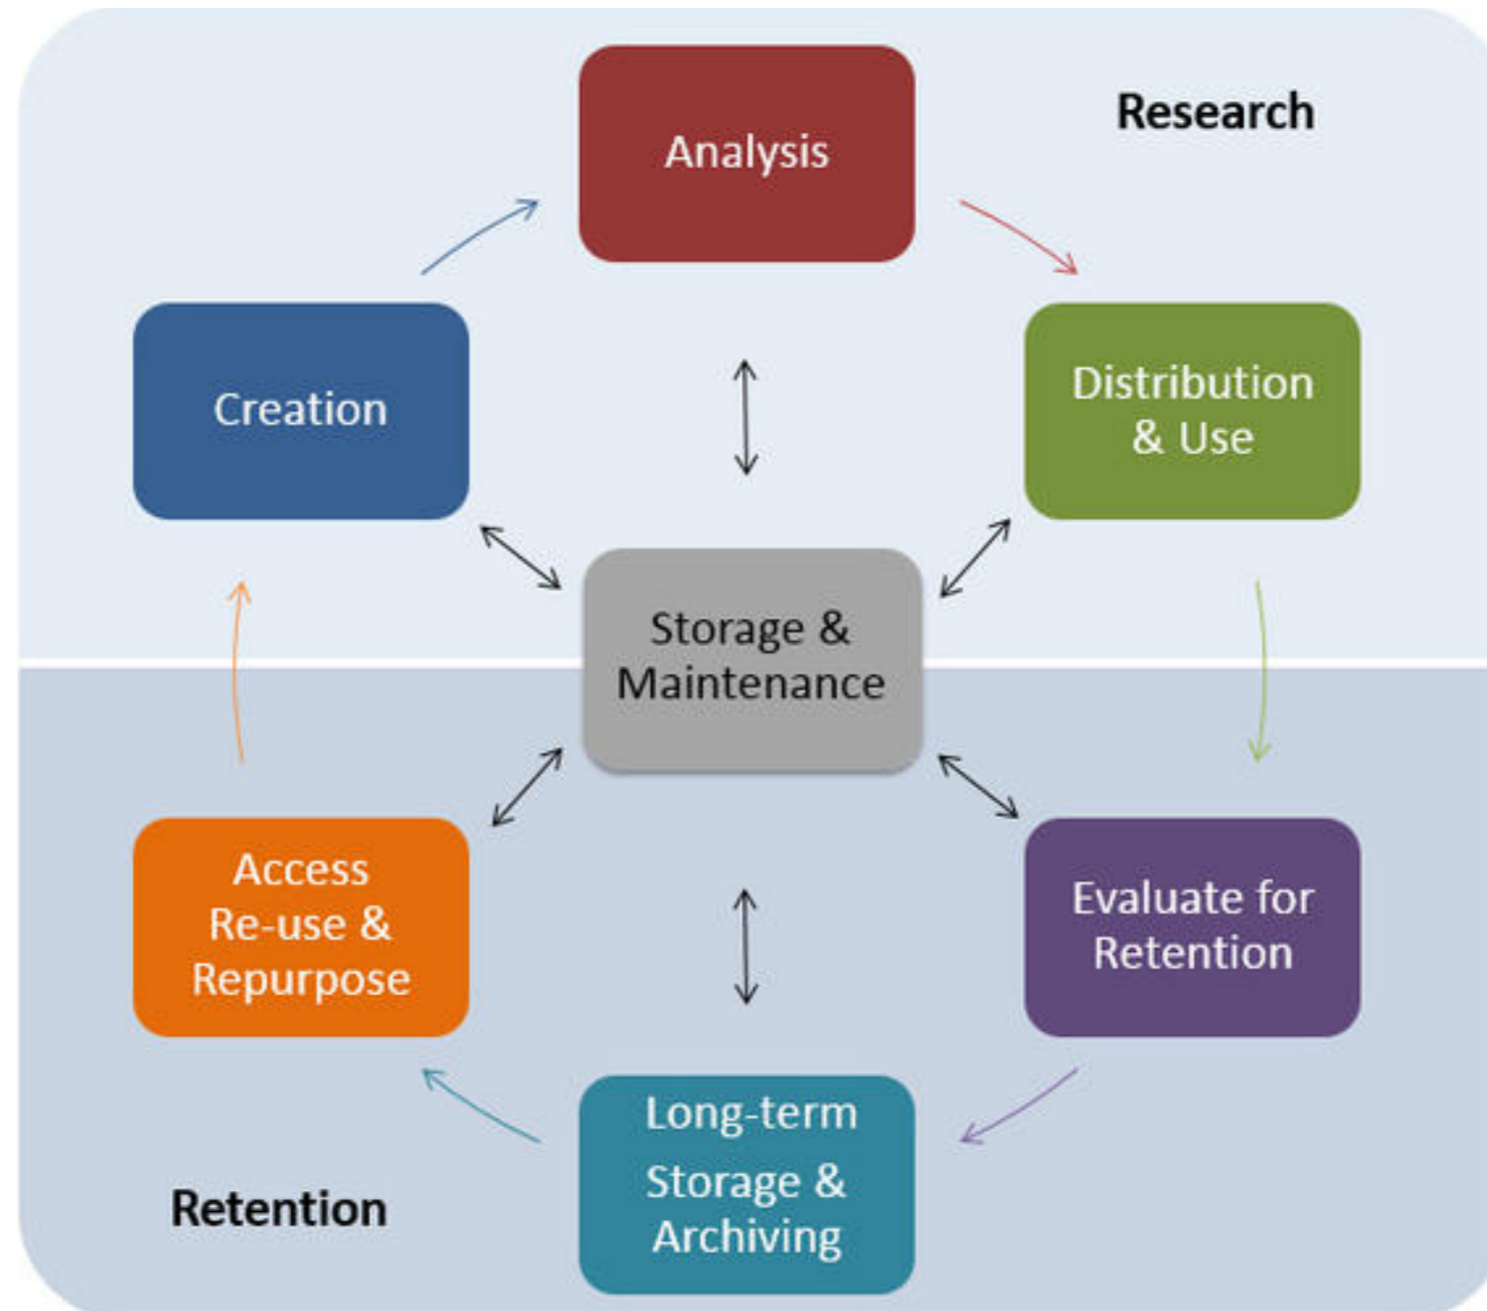 Analysis
Research
Creation
Distribution
& Use
Storage &
Maintenance
Access
Re-use &
Repurpose
Evaluate for
Retention
Long-term
Storage &
Archiving
Retention